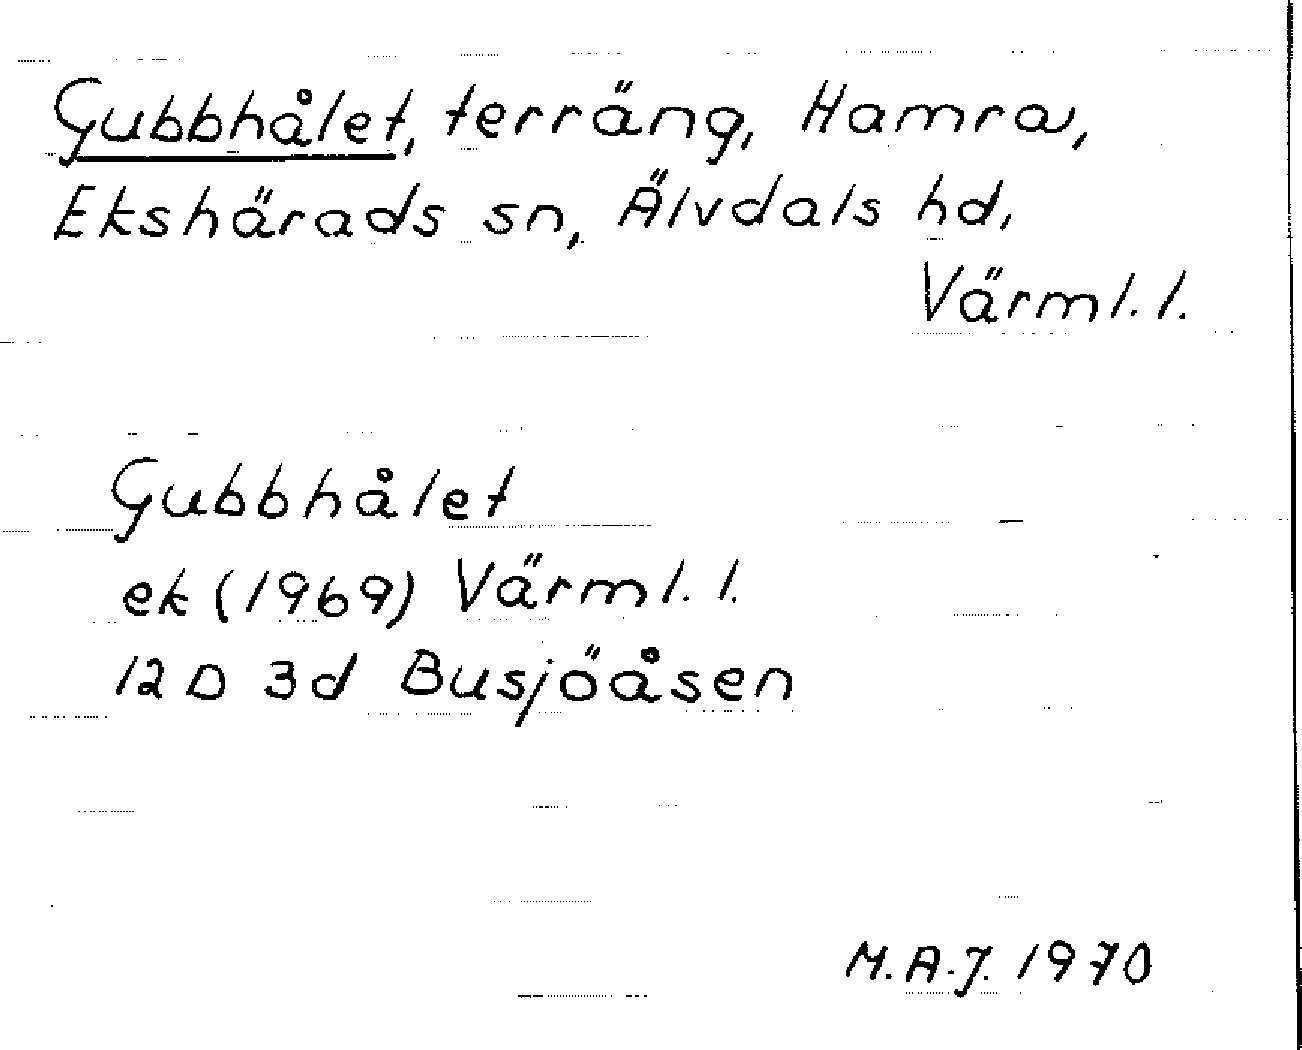 Gubbhålet, terräng, Hamra,
Ekshärads sn, Älvdals hd,
Värml. l.
Gubbhålet
ek (1969) Värml. l.
12 D 3d Busjöåsen
M.A.J. 1970